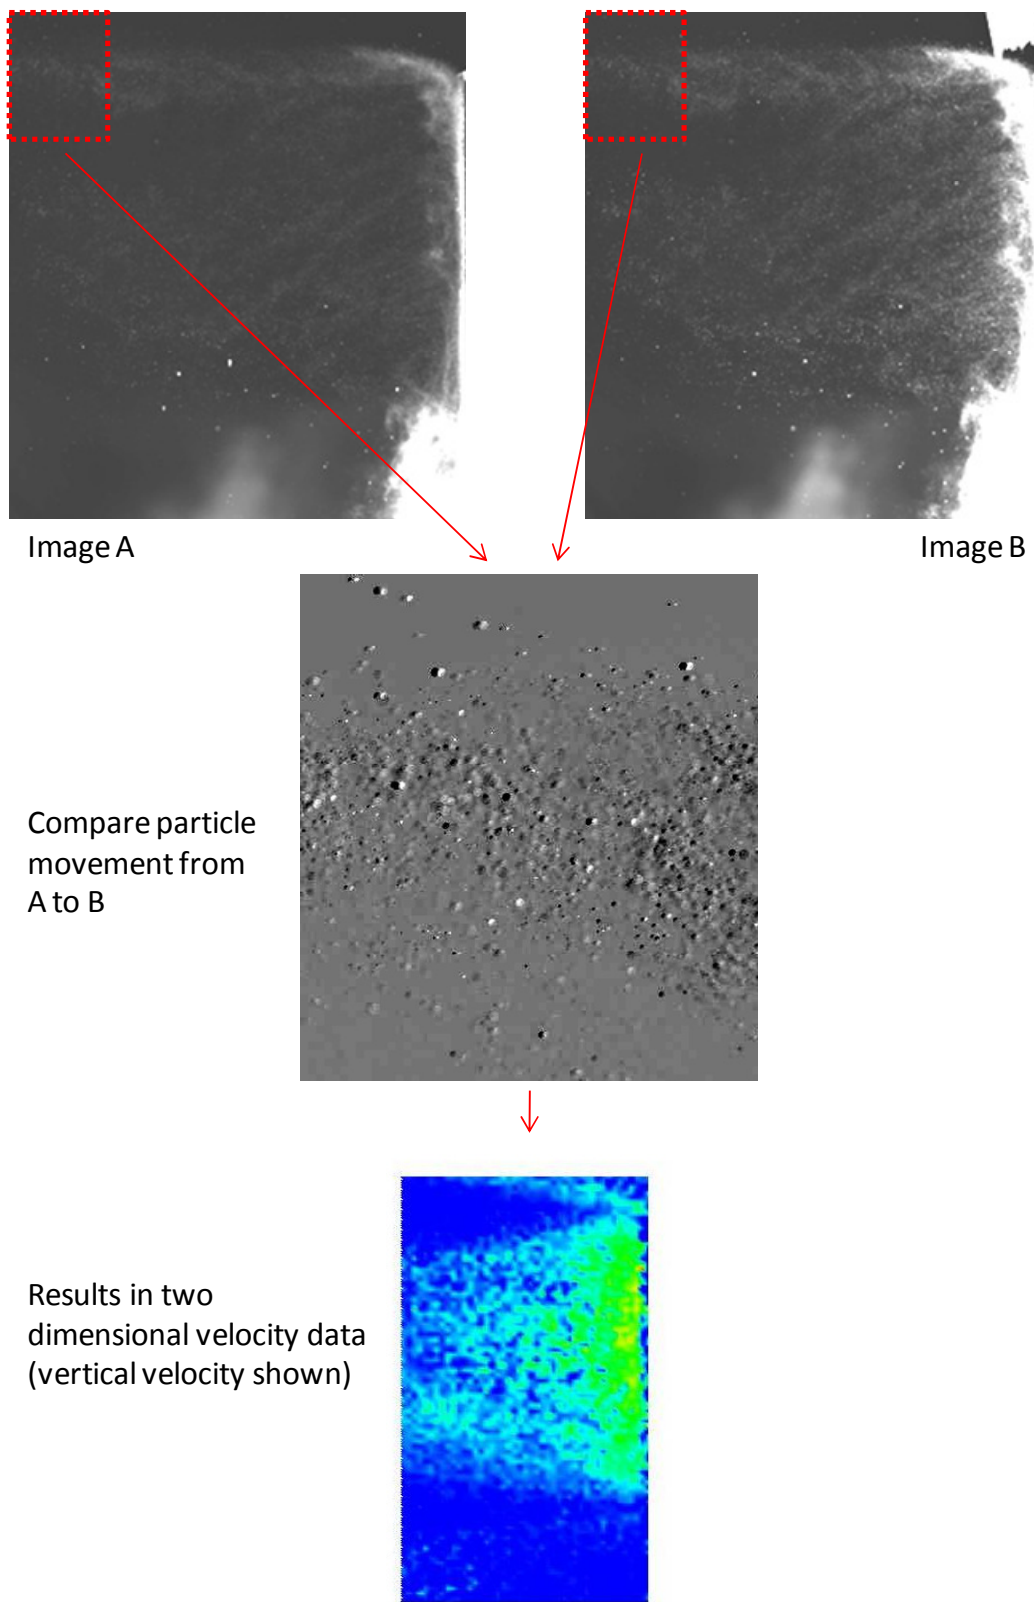 Image A
Image B
Compare particle
movement from
A to B
Results in two
dimensional velocity data
(vertical velocity shown)